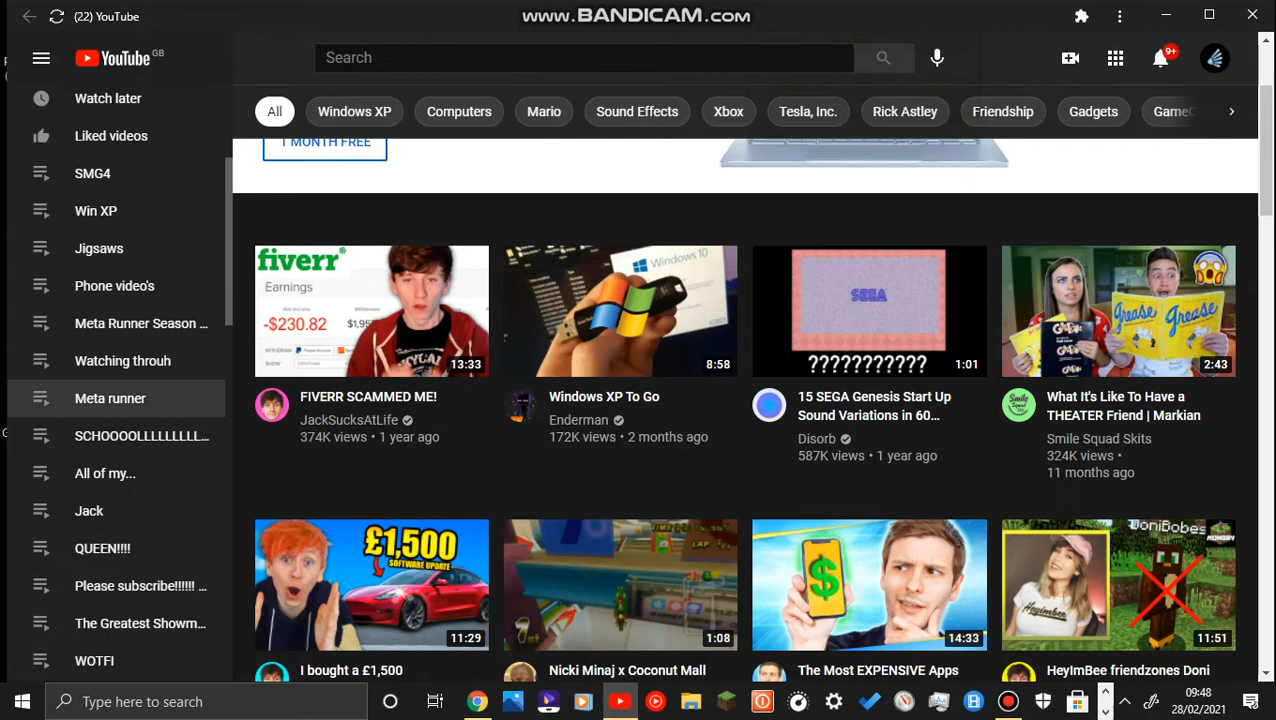 (22) YouTube
www.BANDICAM.com
YouTube GB
Search
9+
Watch later
Liked videos
SMG4
Win XP
Jigsaws
Phone video's
Meta Runner Season ...
Watching throuh
Meta runner
SCHOOOOLLLLLLLLL...
All of my...
Jack
QUEEN!!!!
Please subscribe!!!!!! ...
The Greatest Showm...
WOTFI
All
Windows XP
Computers
Mario
Sound Effects
Xbox
Tesla, Inc.
Rick Astley
Friendship
Gadgets
GameC
1 MONTH FREE
fiverr®
Earnings
-$230.82
13:33
FIVERR SCAMMED ME!
JackSucksAtLife
374K views • 1 year ago
Windows 10
8:58
Windows XP To Go
Enderman
172K views • 2 months ago
SEGA
???????????
1:01
15 SEGA Genesis Start Up
Sound Variations in 60...
Disorb
587K views • 1 year ago
Grease
Grease
2:43
What It's Like To Have a
THEATER Friend | Markian
Smile Squad Skits
324K views •
11 months ago
£1,500
SOFTWARE UPDATE
11:29
I bought a £1,500
TIME
LAP
1:08
Nicki Minaj x Coconut Mall
$
14:33
The Most EXPENSIVE Apps
Heyimbee
DoniBobes
11:51
HeyImBee friendzones Doni
Type here to search
09:48
28/02/2021